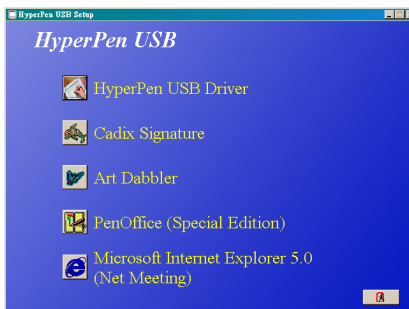 HyperPen USB Setup
HyperPen USB
HyperPen USB Driver
Cadix Signature
Art Dabbler
PenOffice (Special Edition)
Microsoft Internet Explorer 5.0
(Net Meeting)